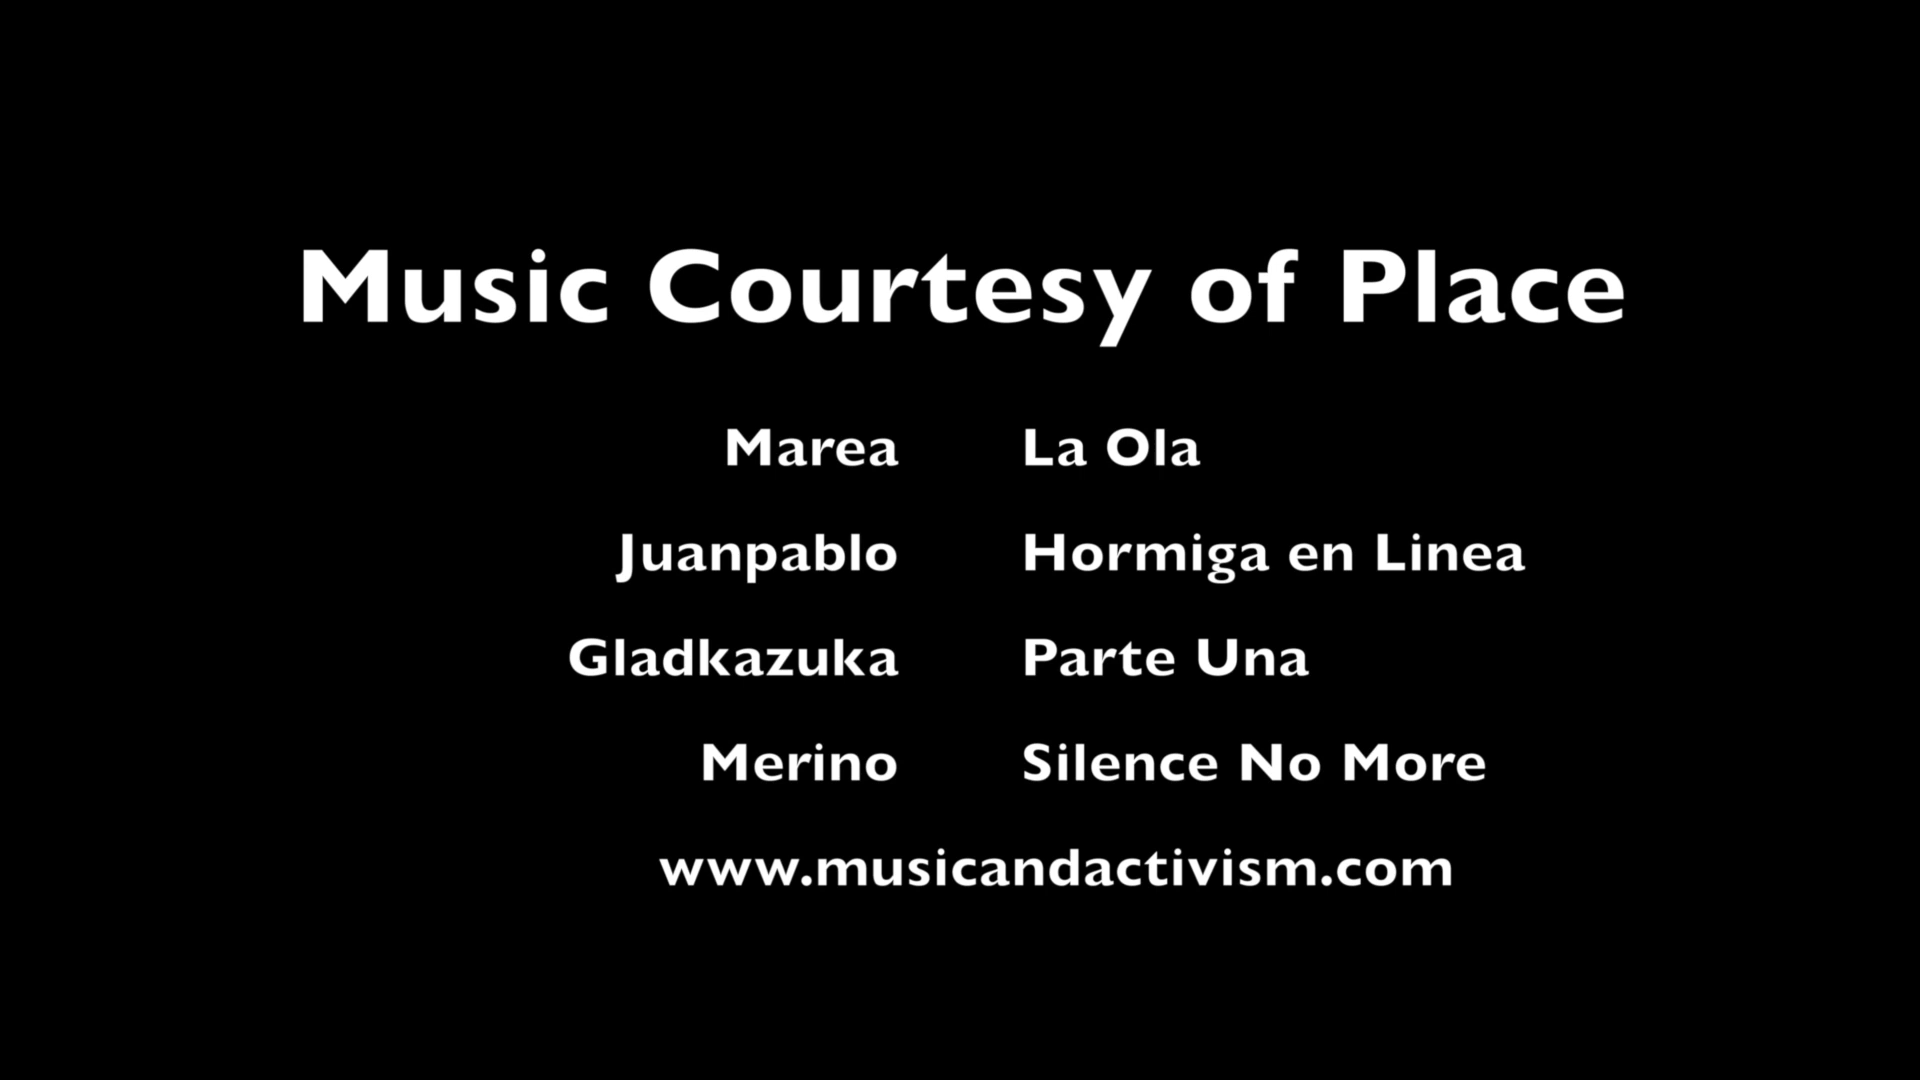 Music Courtesy of Place
Marea La Ola
Juanpablo Hormiga en Linea
Gladkazuka Parte Una
Merino Silence No More
www.musicandactivism.com